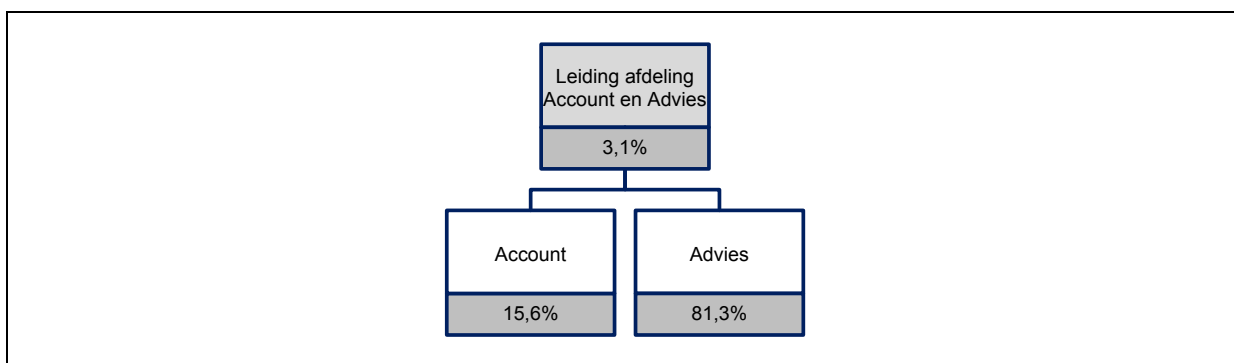 Leiding afdeling
Account en Advies
3,1%
Account
Advies
15,6%
81,3%